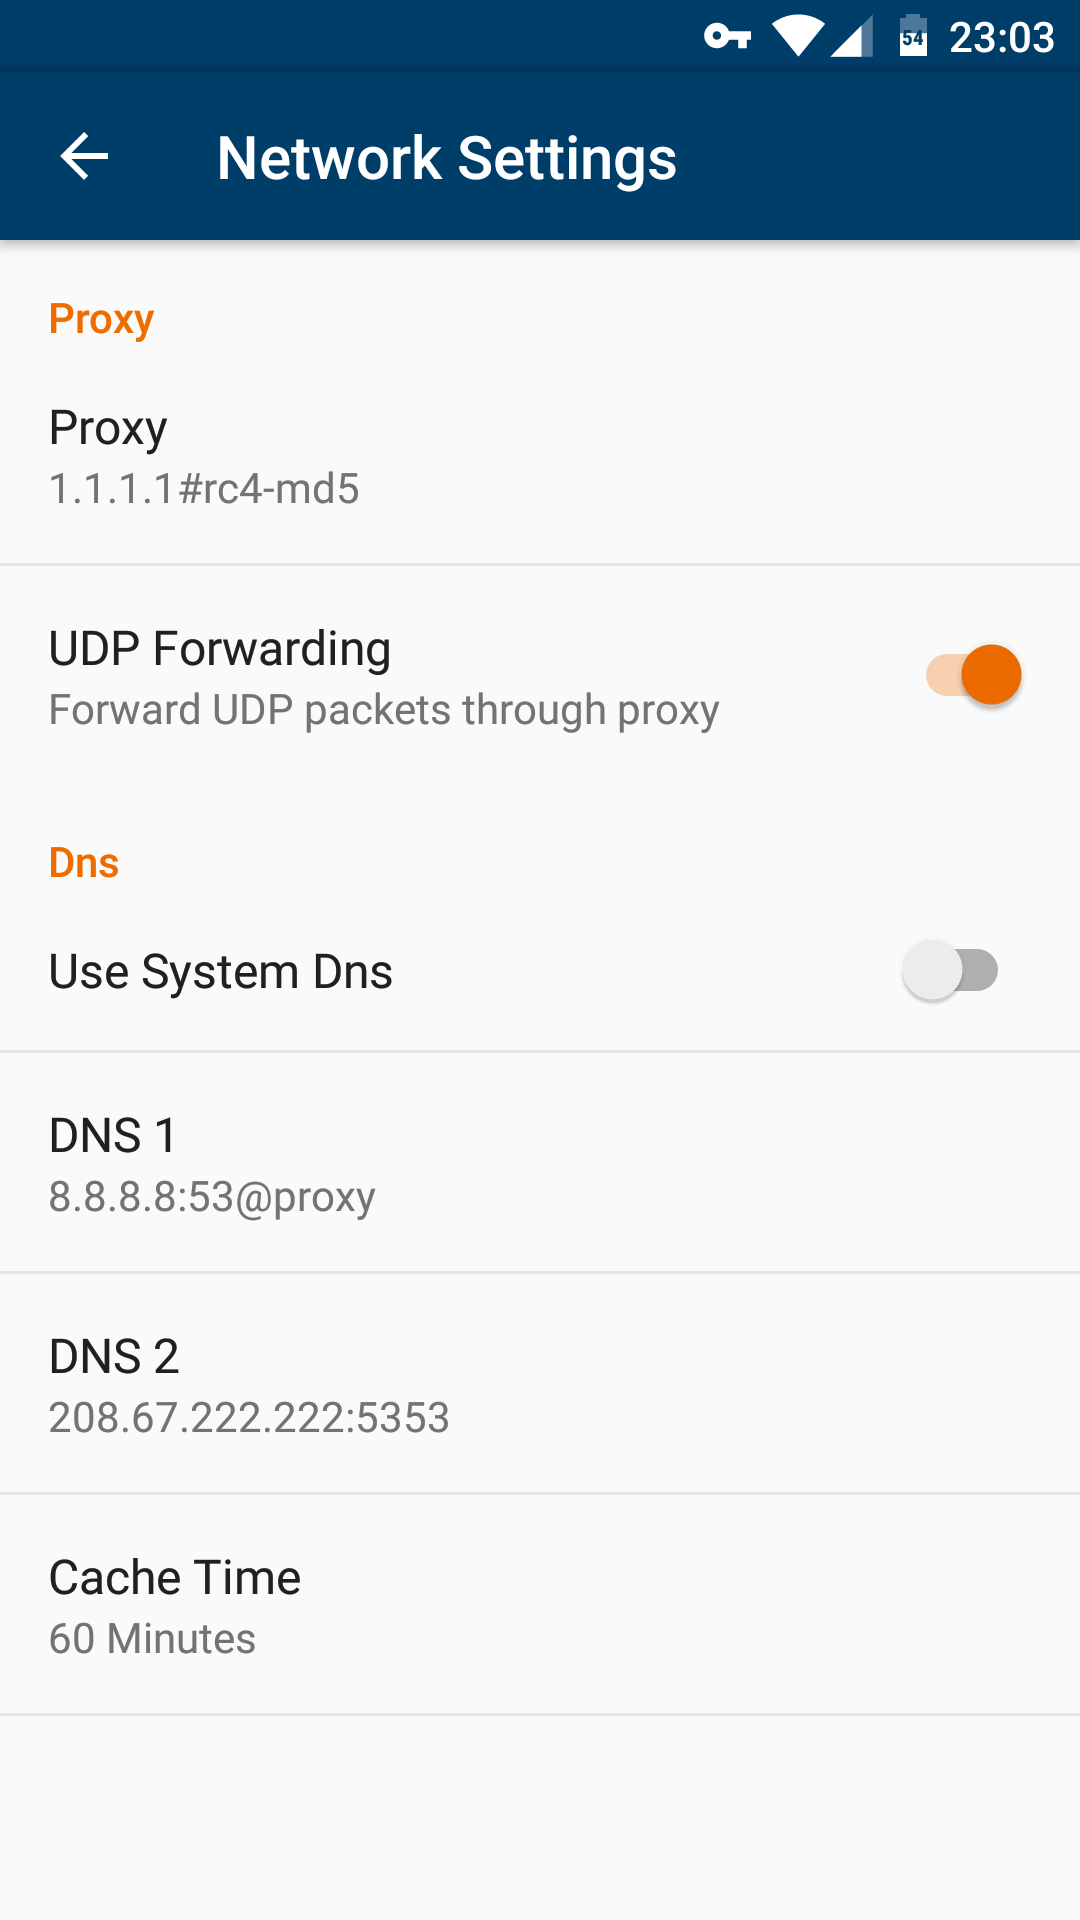 54 23:03
Network Settings
Proxy
Proxy
1.1.1.1#rc4-md5
UDP Forwarding
Forward UDP packets through proxy
Dns
Use System Dns
DNS 1
8.8.8.8:53@proxy
DNS 2
208.67.222.222:5353
Cache Time
60 Minutes